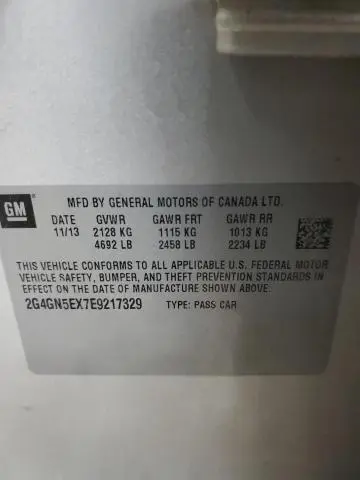 GM
MFD BY GENERAL MOTORS OF CANADA LTD.
DATE GVWR GAWR FRT GAWR RR
11/13 2128 KG 1115 KG 1013 KG
4692 LB 2458 LB 2234 LB
THIS VEHICLE CONFORMS TO ALL APPLICABLE U.S. FEDERAL MOTOR
VEHICLE SAFETY, BUMPER, AND THEFT PREVENTION STANDARDS IN
EFFECT ON THE DATE OF MANUFACTURE SHOWN ABOVE.
2G4GN5EX7E9217329 TYPE: PASS CAR